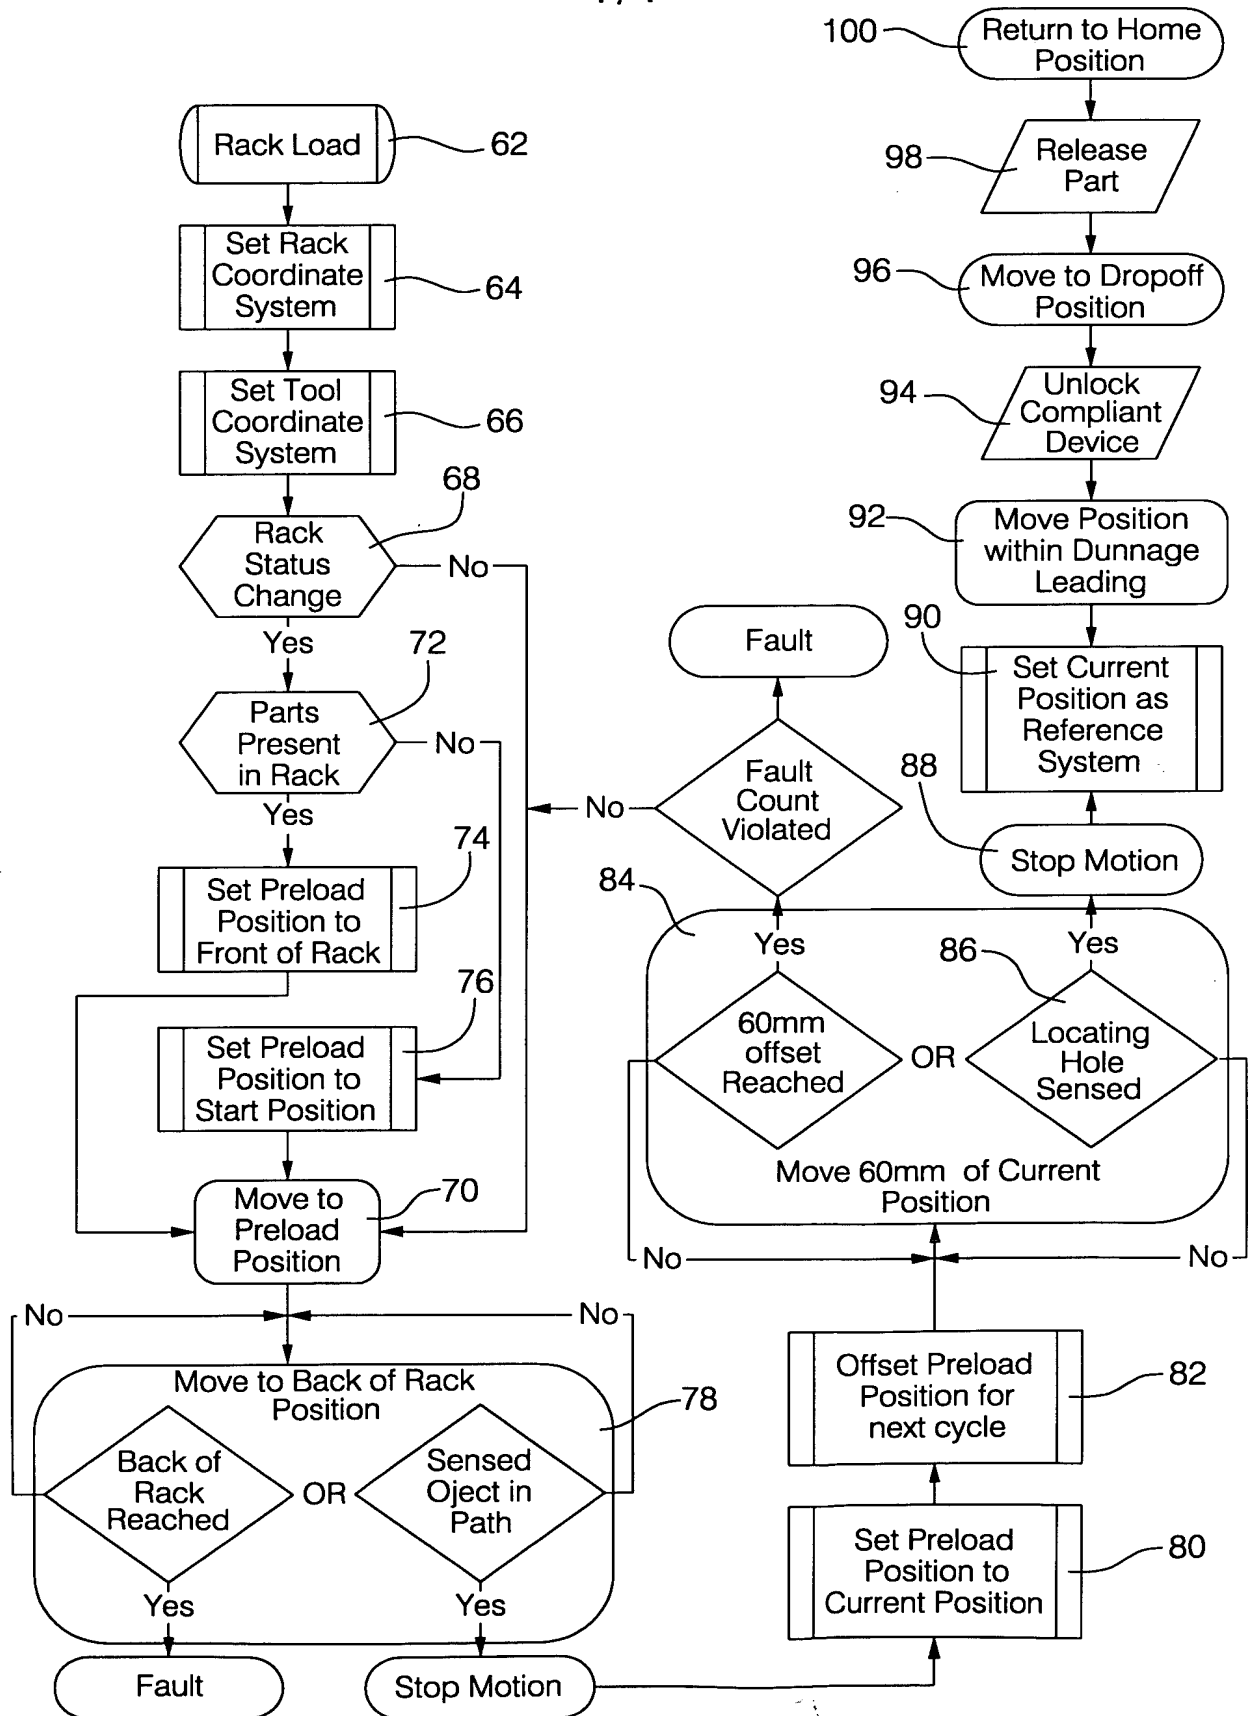 Rack Load
62
Set Rack
Coordinate
System
64
Set Tool
Coordinate
System
66
68
Rack
Status
Change
No
Yes
72
Parts
Present
in Rack
No
Yes
74
Set Preload
Position to
Front of Rack
76
Set Preload
Position to
Start Position
70
Move to
Preload
Position
No
No
Move to Back of Rack
Position
78
Back of
Rack
Reached
OR
Sensed
Oject in
Path
Yes
Yes
Fault
Stop Motion
Set Preload
Position to
Current Position
80
Offset Preload
Position for
next cycle
82
No
No
84
Yes
Yes
86
60mm
offset
Reached
OR
Locating
Hole
Sensed
Move 60mm of Current
Position
Fault
Count
Violated
No
Fault
88
Stop Motion
90
Set Current
Position as
Reference
System
92
Move Position
within Dunnage
Leading
94
Unlock
Compliant
Device
96
Move to Dropoff
Position
98
Release
Part
100
Return to Home
Position